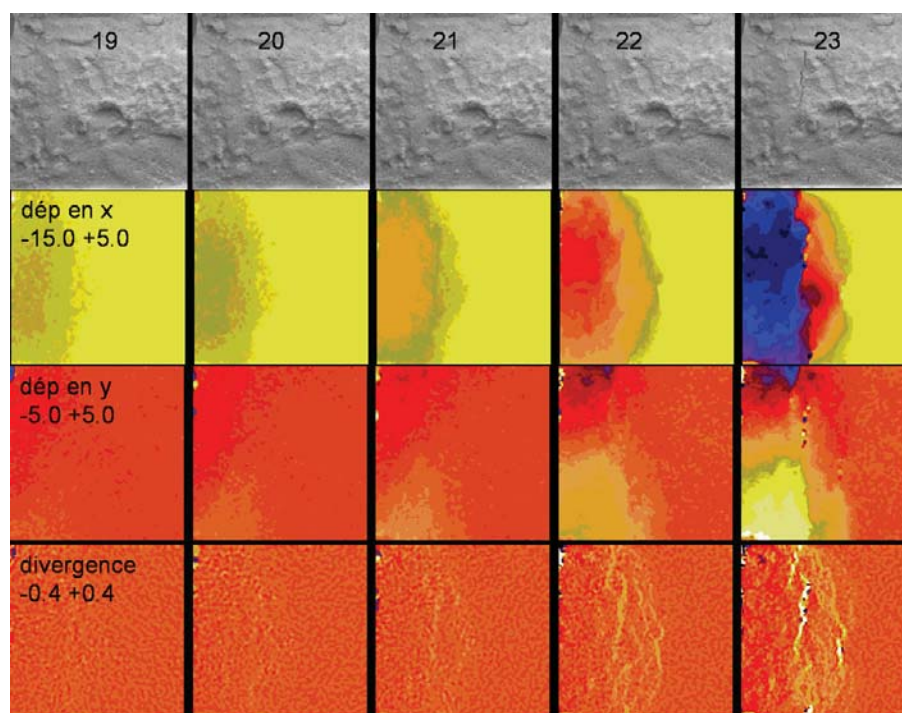 19
20
21
22
23
dép en x
-15.0 +5.0
dép en y
-5.0 +5.0
divergence
-0.4 +0.4